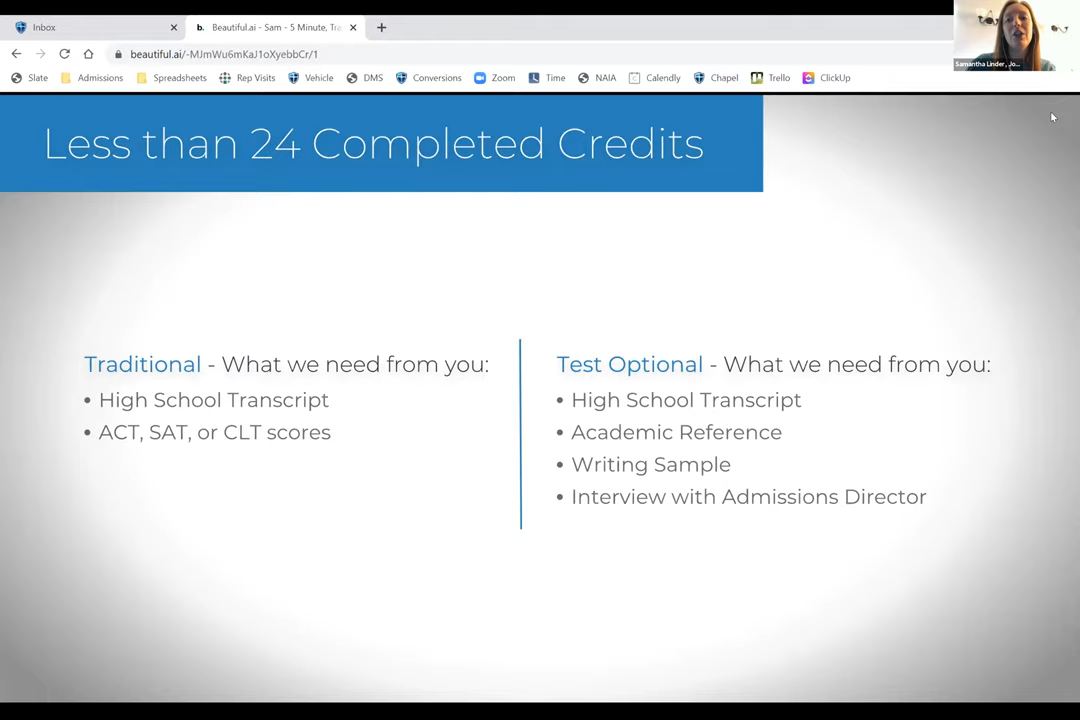 Inbox
b. Beautiful.ai - Sam - 5 Minute, Tra
beautiful.ai/-MJmWu6mKaJ1oXyebbCr/1
Slate Admissions Spreadsheets Rep Visits Vehicle DMS Conversions Zoom Time NAIA Calendly Chapel Trello ClickUp
Samantha Linder, Jo...
Less than 24 Completed Credits
Traditional - What we need from you:
• High School Transcript
• ACT, SAT, or CLT scores
Test Optional - What we need from you:
• High School Transcript
• Academic Reference
• Writing Sample
• Interview with Admissions Director